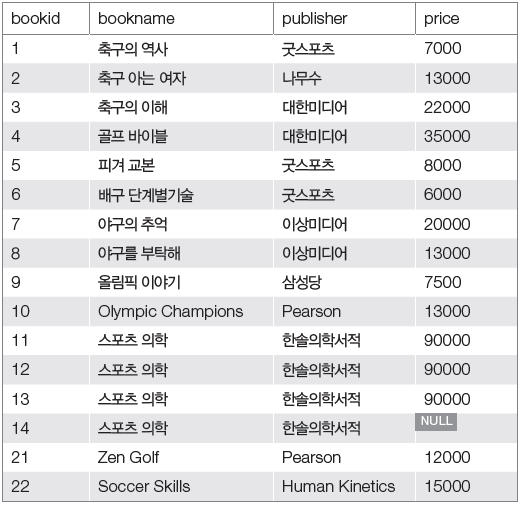 bookid bookname publisher price
1 축구의 역사 굿스포츠 7000
2 축구 아는 여자 나무수 13000
3 축구의 이해 대한미디어 22000
4 골프 바이블 대한미디어 35000
5 피겨 교본 굿스포츠 8000
6 배구 단계별기술 굿스포츠 6000
7 야구의 추억 이상미디어 20000
8 야구를 부탁해 이상미디어 13000
9 올림픽 이야기 삼성당 7500
10 Olympic Champions Pearson 13000
11 스포츠 의학 한솔의학서적 90000
12 스포츠 의학 한솔의학서적 90000
13 스포츠 의학 한솔의학서적 90000
14 스포츠 의학 한솔의학서적 NULL
21 Zen Golf Pearson 12000
22 Soccer Skills Human Kinetics 15000